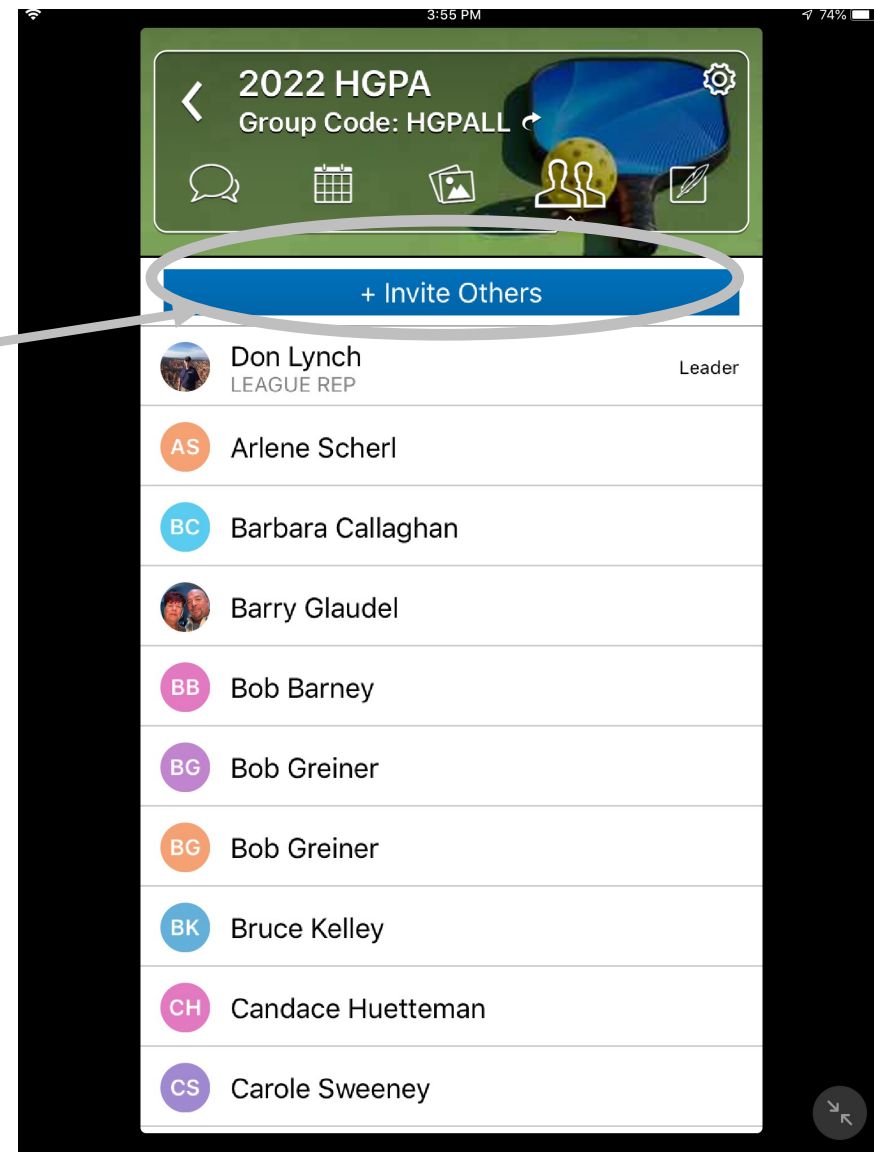 3:55 PM
74%
2022 HGPA
Group Code: HGPALL
+ Invite Others
Don Lynch
LEAGUE REP
Leader
AS
Arlene Scherl
BC
Barbara Callaghan
Barry Glaudel
BB
Bob Barney
BG
Bob Greiner
BG
Bob Greiner
BK
Bruce Kelley
CH
Candace Huetteman
CS
Carole Sweeney